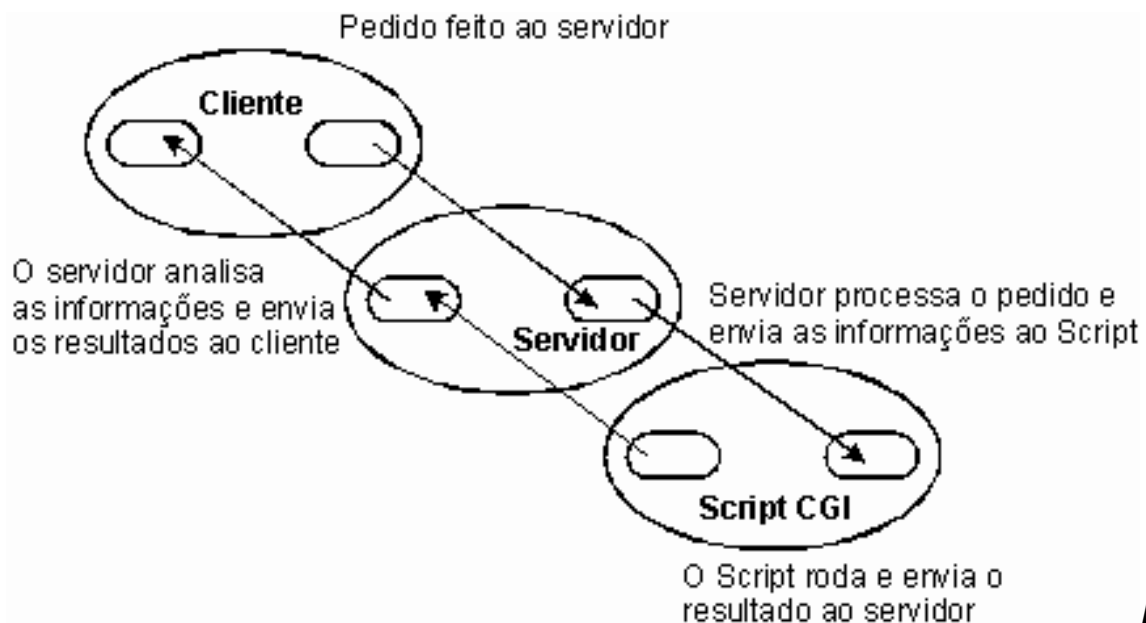 Pedido feito ao servidor
Cliente
O servidor analisa
as informações e envia
os resultados ao cliente
Servidor
Servidor processa o pedido e
envia as informações ao Script
Script CGI
O Script roda e envia o
resultado ao servidor